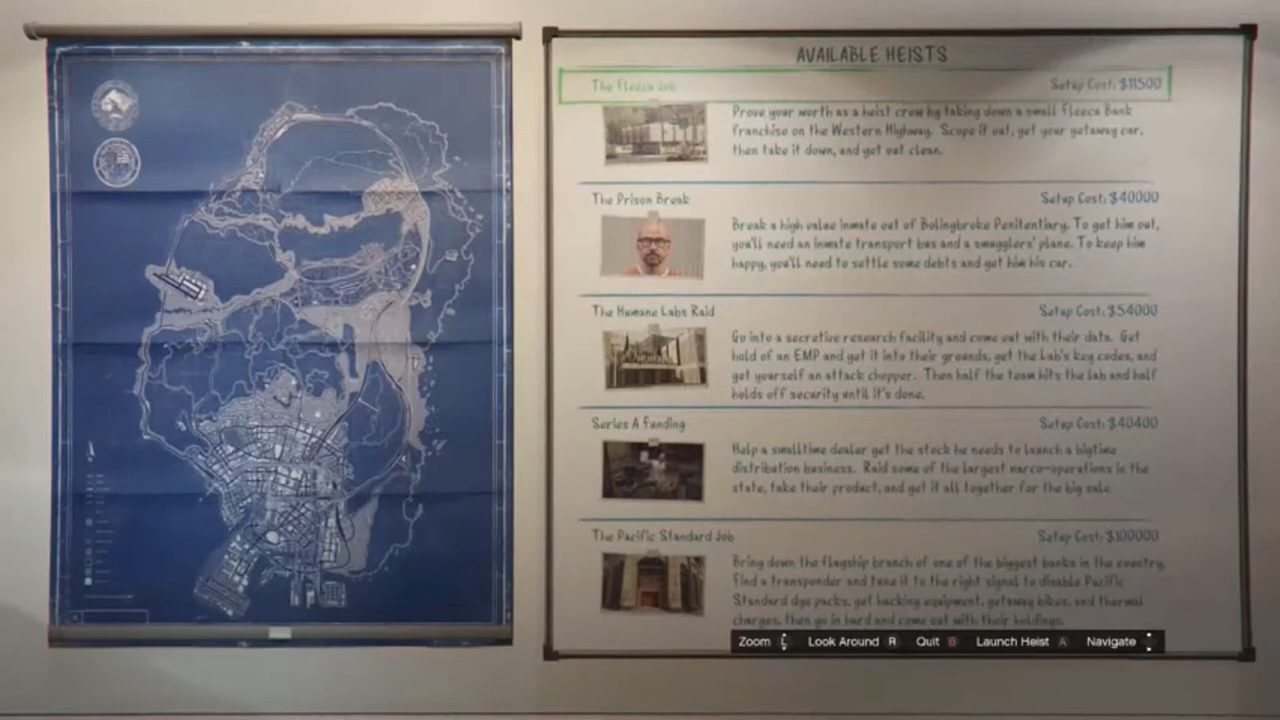 AVAILABLE HEISTS
The Fleeca Job Setup Cost: $11500
Prove your worth as a heist crew by taking down a small Fleeca Bank
franchise on the Western Highway. Scope it out, get your getaway car,
then take it down, and get out clean.
The Prison Break Setup Cost: $40000
Break a high value inmate out of Bolingbroke Penitentiary. To get him out,
you'll need an inmate transport bus and a smugglers' plane. To keep him
happy, you'll need to settle some debts and get him his car.
The Humane Labs Raid Setup Cost: $54000
Go into a secretive research facility and come out with their data. Get
hold of an EMP and get it into their grounds, get the Lab's key codes, and
get yourself an attack chopper. Then half the team hits the lab and half
holds off security until it's done.
Series A Funding Setup Cost: $40400
Help a smalltime dealer get the stock he needs to launch a bigtime
distribution business. Raid some of the largest narco-operations in the
state, take their product, and get it all together for the big sale.
The Pacific Standard Job Setup Cost: $100000
Bring down the flagship branch of one of the biggest banks in the country.
Find a transponder and tune it to the right signal to disable Pacific
Standard dye packs, get hacking equipment, getaway bikes, and thermal
charges, then go in hard and come out with their holdings.
Zoom L Look Around R Quit B Launch Heist A Navigate